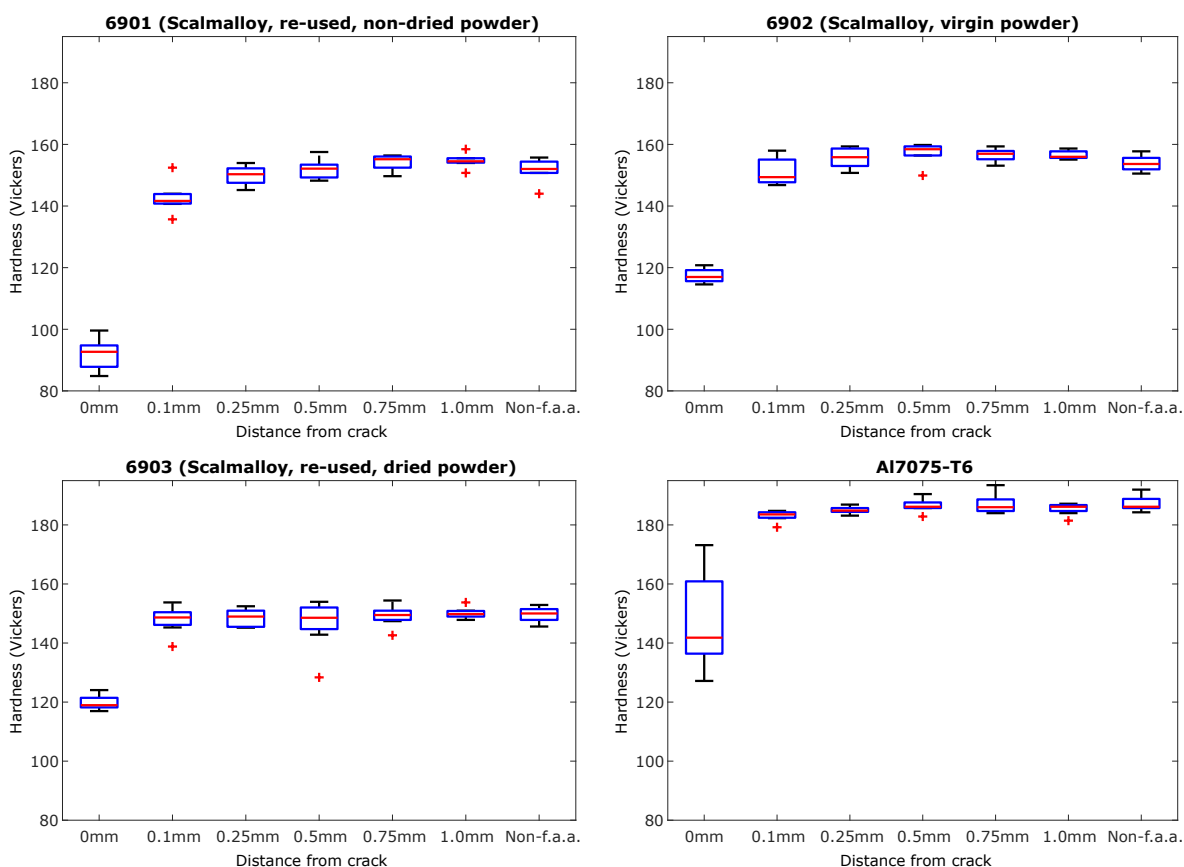 6901 (Scalmalloy, re-used, non-dried powder)
Hardness (Vickers)
180
160
140
120
100
80
0mm 0.1mm 0.25mm 0.5mm 0.75mm 1.0mm Non-f.a.a.
Distance from crack
6902 (Scalmalloy, virgin powder)
Hardness (Vickers)
180
160
140
120
100
80
0mm 0.1mm 0.25mm 0.5mm 0.75mm 1.0mm Non-f.a.a.
Distance from crack
6903 (Scalmalloy, re-used, dried powder)
Hardness (Vickers)
180
160
140
120
100
80
0mm 0.1mm 0.25mm 0.5mm 0.75mm 1.0mm Non-f.a.a.
Distance from crack
Al7075-T6
Hardness (Vickers)
180
160
140
120
100
80
0mm 0.1mm 0.25mm 0.5mm 0.75mm 1.0mm Non-f.a.a.
Distance from crack